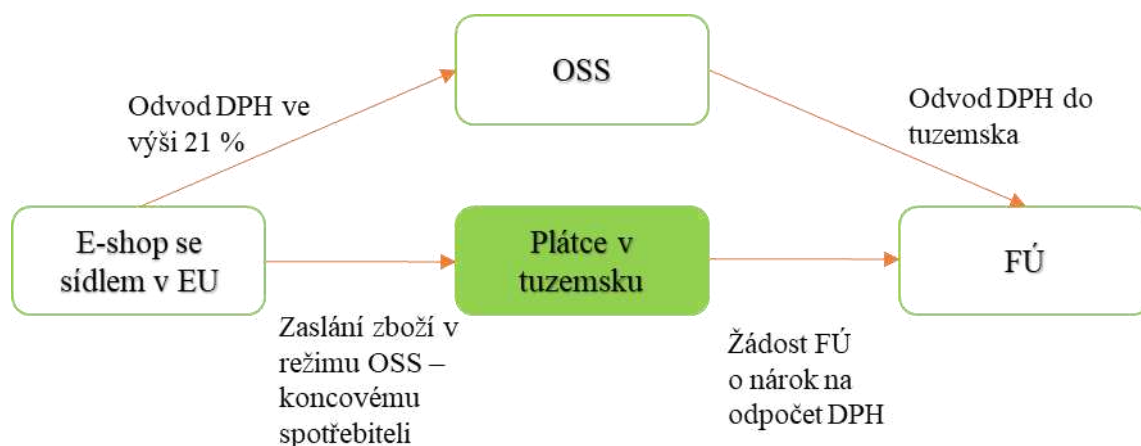 OSS
Odvod DPH ve
výši 21 %
Odvod DPH do
tuzemska
E-shop se
sídlem v EU
Plátce v
tuzemsku
FÚ
Zaslání zboží v
režimu OSS –
koncovému
spotřebiteli
Žádost FÚ
o nárok na
odpočet DPH